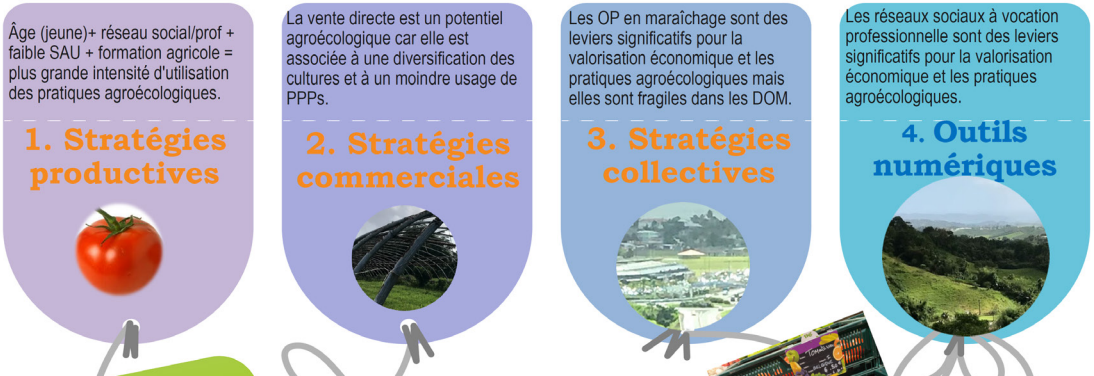 Âge (jeune)+ réseau social/prof +
faible SAU + formation agricole =
plus grande intensité d'utilisation
des pratiques agroécologiques.
1. Stratégies
productives
La vente directe est un potentiel
agroécologique car elle est
associée à une diversification des
cultures et à un moindre usage de
PPPs.
2. Stratégies
commerciales
Les OP en maraîchage sont des
leviers significatifs pour la
valorisation économique et les
pratiques agroécologiques mais
elles sont fragiles dans les DOM.
3. Stratégies
collectives
Les réseaux sociaux à vocation
professionnelle sont des leviers
significatifs pour la valorisation
économique et les pratiques
agroécologiques.
4. Outils
numériques